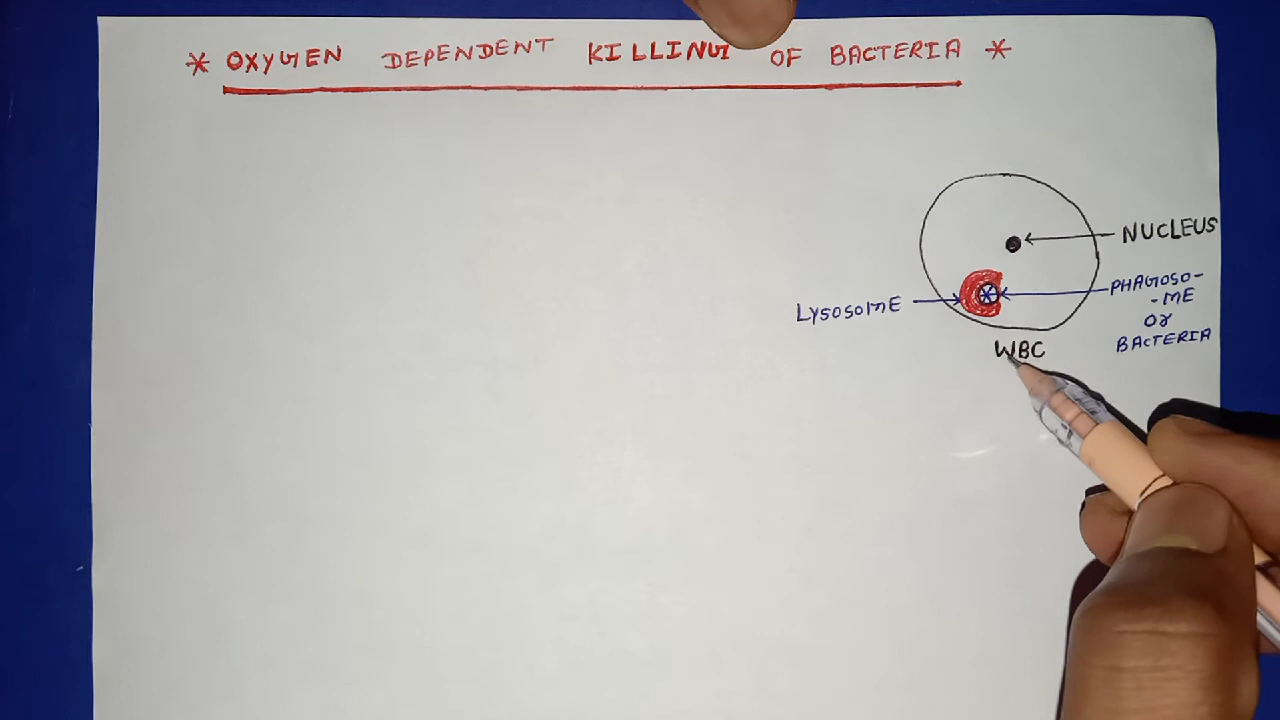 * OXYGEN DEPENDENT KILLING OF BACTERIA *
NUCLEUS
LYSOSOME
PHAGOSO-
-ME
OR
BACTERIA
WBC